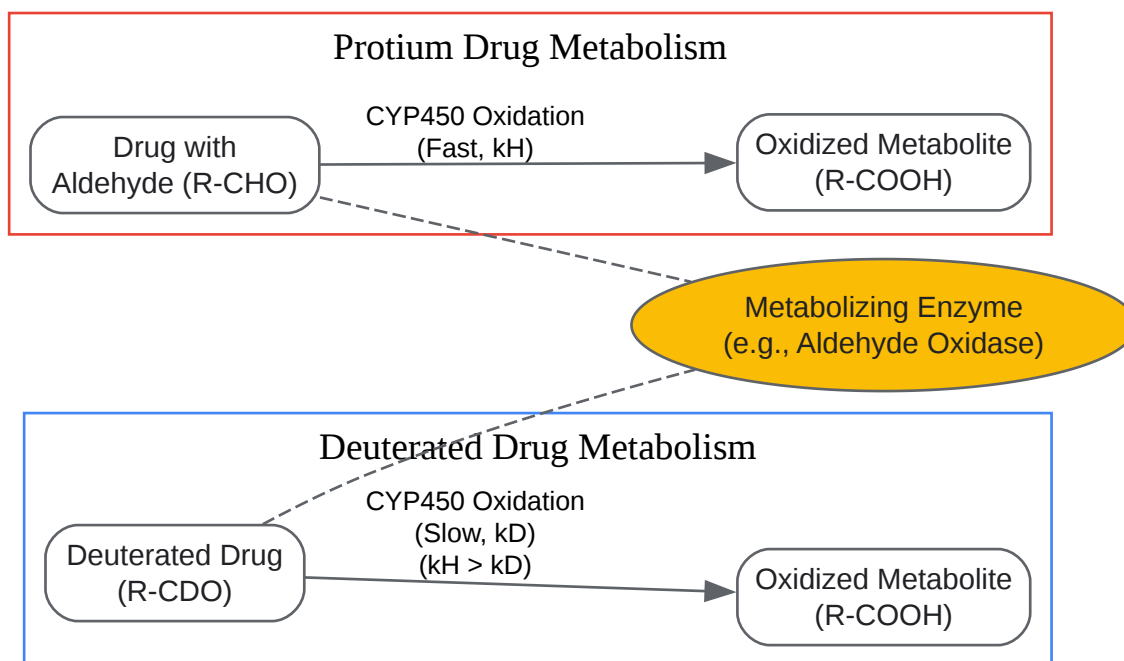 Protium Drug Metabolism
Drug with
Aldehyde (R-CHO)
CYP450 Oxidation
(Fast, kH)
Oxidized Metabolite
(R-COOH)
Metabolizing Enzyme
(e.g., Aldehyde Oxidase)
Deuterated Drug Metabolism
CYP450 Oxidation
(Slow, kD)
(kH > kD)
Deuterated Drug
(R-CDO)
Oxidized Metabolite
(R-COOH)